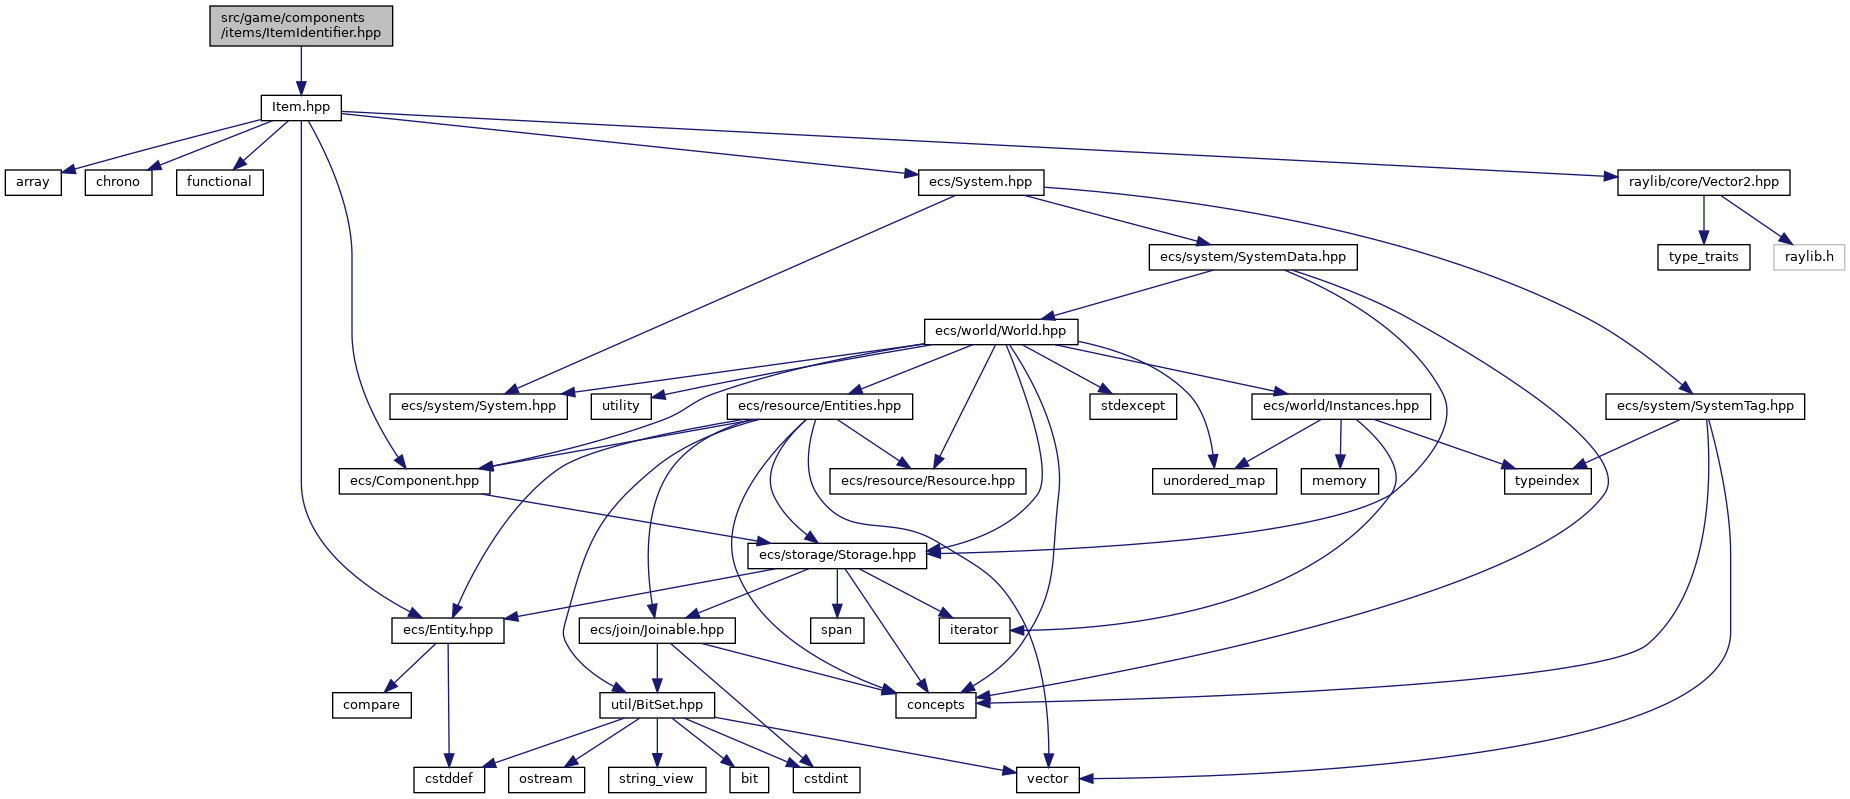 src/game/components
/items/ItemIdentifier.hpp
Item.hpp
array
chrono
functional
ecs/System.hpp
raylib/core/Vector2.hpp
ecs/system/SystemData.hpp
type_traits
raylib.h
ecs/world/World.hpp
ecs/system/System.hpp
utility
ecs/resource/Entities.hpp
stdexcept
ecs/world/Instances.hpp
ecs/system/SystemTag.hpp
ecs/Component.hpp
ecs/resource/Resource.hpp
unordered_map
memory
typeindex
ecs/storage/Storage.hpp
ecs/Entity.hpp
ecs/join/Joinable.hpp
span
iterator
compare
util/BitSet.hpp
concepts
cstddef
ostream
string_view
bit
cstdint
vector